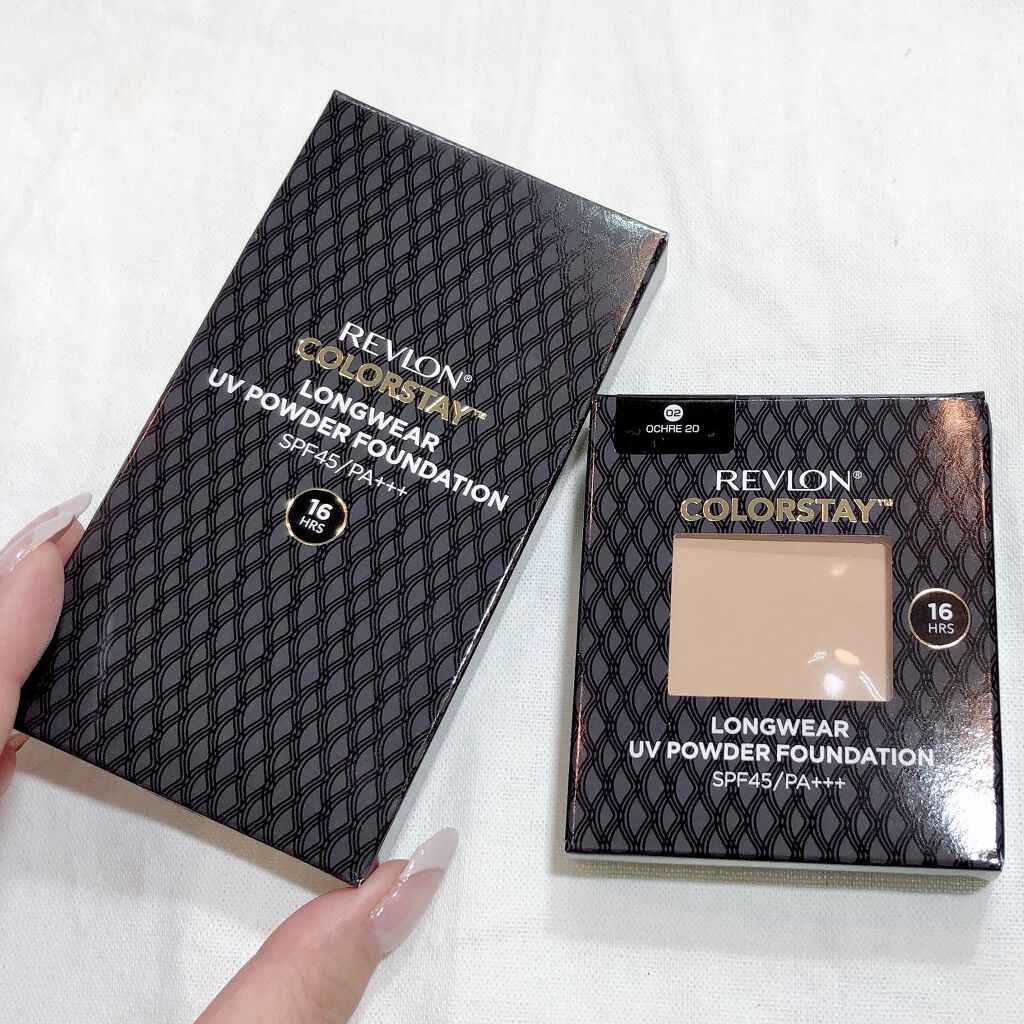 REVLON®
COLORSTAY™
LONGWEAR
UV POWDER FOUNDATION
SPF45/PA+++
16
HRS
02
OCHRE 20
REVLON®
COLORSTAY™
16
HRS
LONGWEAR
UV POWDER FOUNDATION
SPF45/PA+++